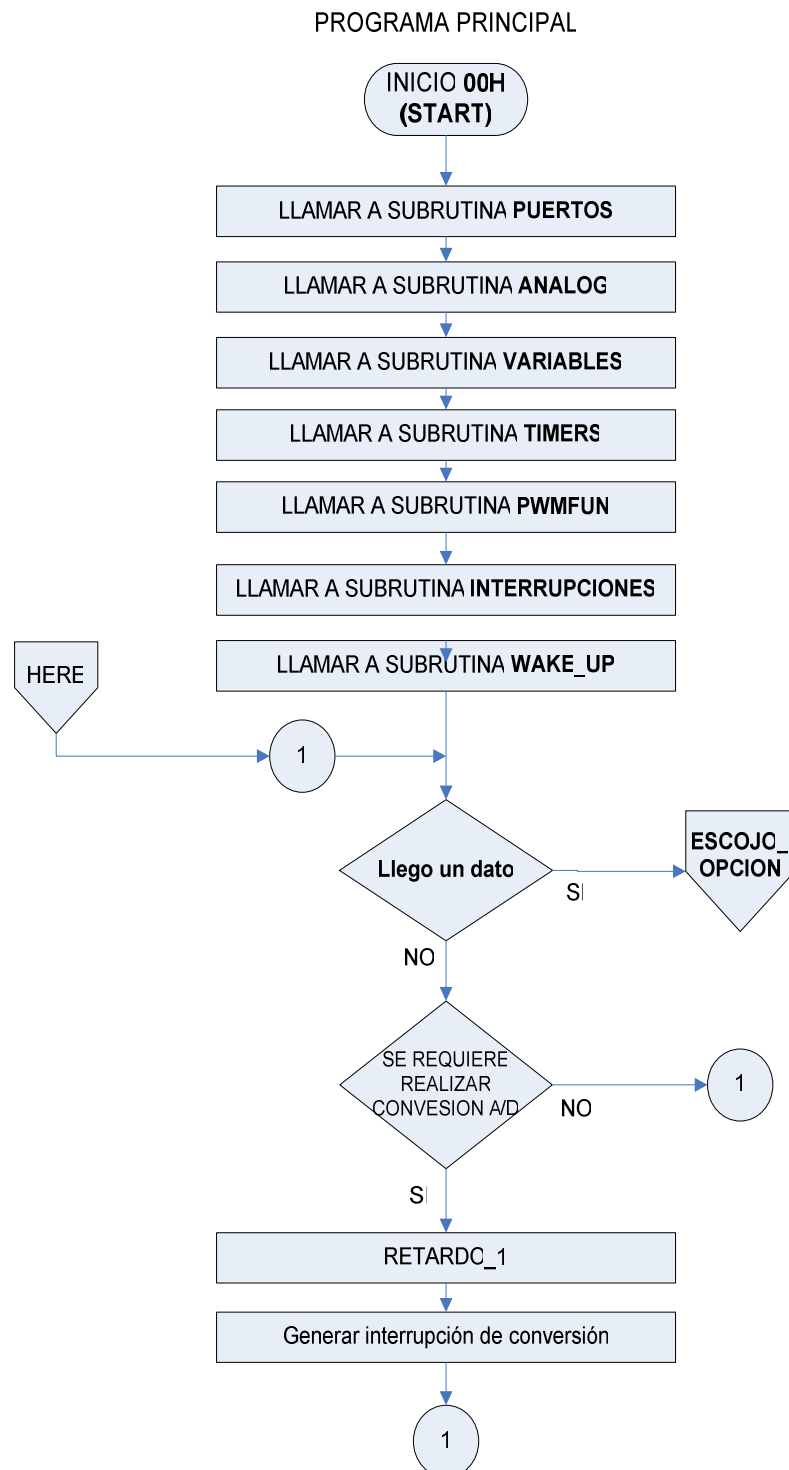 PROGRAMA PRINCIPAL
INICIO 00H
(START)
LLAMAR A SUBRUTINA PUERTOS
LLAMAR A SUBRUTINA ANALOG
LLAMAR A SUBRUTINA VARIABLES
LLAMAR A SUBRUTINA TIMERS
LLAMAR A SUBRUTINA PWMFUN
LLAMAR A SUBRUTINA INTERRUPCIONES
LLAMAR A SUBRUTINA WAKE_UP
HERE
1
Llego un dato
SI
ESCOJO_
OPCION
NO
SE REQUIERE
REALIZAR
CONVESION A/D
NO
1
SI
RETARDO_1
Generar interrupción de conversión
1